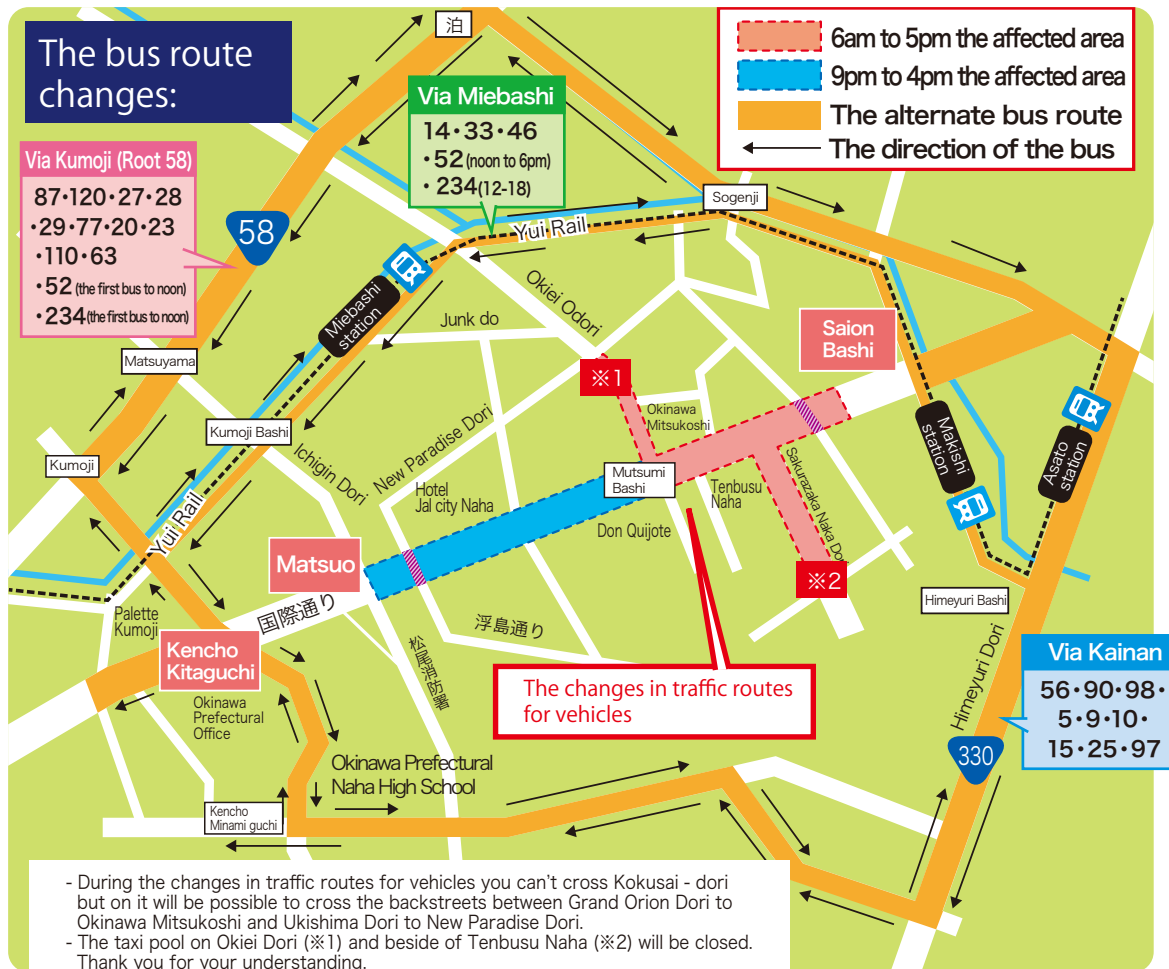 The bus route
changes:
泊
6am to 5pm the affected area
9pm to 4pm the affected area
The alternate bus route
The direction of the bus
Via Miebashi
14・33・46
・52 (noon to 6pm)
・234 (12-18)
Via Kumoji (Root 58)
87・120・27・28
・29・77・20・23
・110・63
・52 (the first bus to noon)
・234 (the first bus to noon)
58
Sogenji
Yui Rail
Okiei Odori
Miebashi
station
Junk do
Saion
Bashi
Matsuyama
※1
Okinawa
Mitsukoshi
Kumoji Bashi
Ichigin Dori
New Paradise Dori
Makishi
station
Asato
station
Kumoji
Mutsumi
Bashi
Sakurazaka Naka Dori
Hotel
Jal city Naha
Tenbusu
Naha
Don Quijote
Yui Rail
Matsuo
※2
Himeyuri Bashi
Palette
Kumoji
国際通り
浮島通り
松尾消防署
Kencho
Kitaguchi
Himeyuri Dori
Via Kainan
56・90・98・
5・9・10・
15・25・97
The changes in traffic routes
for vehicles
Okinawa
Prefectural
Office
330
Okinawa Prefectural
Naha High School
Kencho
Minami guchi
- During the changes in traffic routes for vehicles you can't cross Kokusai - dori
but on it will be possible to cross the backstreets between Grand Orion Dori to
Okinawa Mitsukoshi and Ukishima Dori to New Paradise Dori.
- The taxi pool on Okiei Dori (※1) and beside of Tenbusu Naha (※2) will be closed.
Thank you for your understanding.